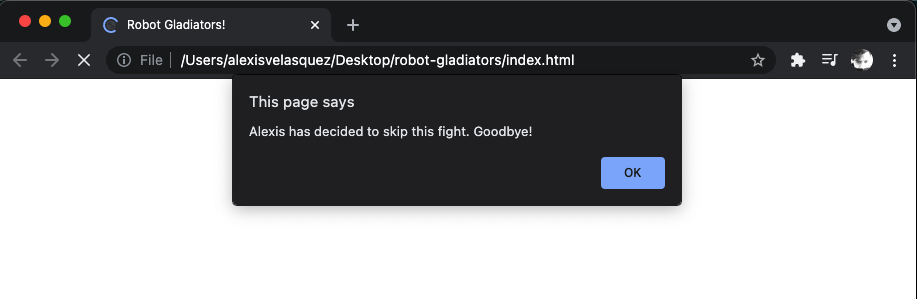 Robot Gladiators!
File | /Users/alexisvelasquez/Desktop/robot-gladiators/index.html
This page says
Alexis has decided to skip this fight. Goodbye!
OK